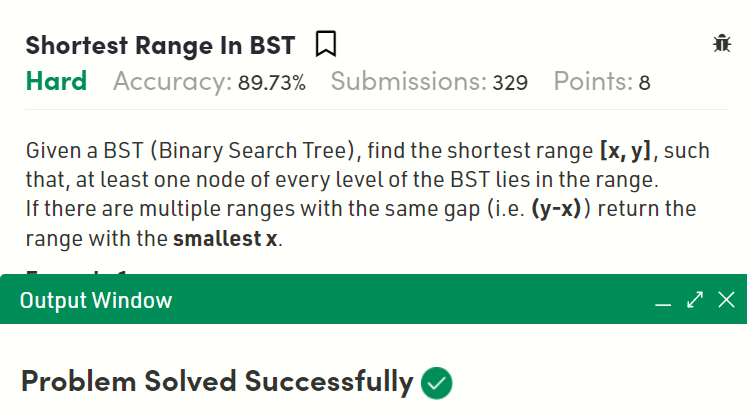 Shortest Range In BST
Hard Accuracy: 89.73% Submissions: 329 Points: 8
Given a BST (Binary Search Tree), find the shortest range [x, y], such
that, at least one node of every level of the BST lies in the range.
If there are multiple ranges with the same gap (i.e. (y-x)) return the
range with the smallest x.
Output Window
Problem Solved Successfully